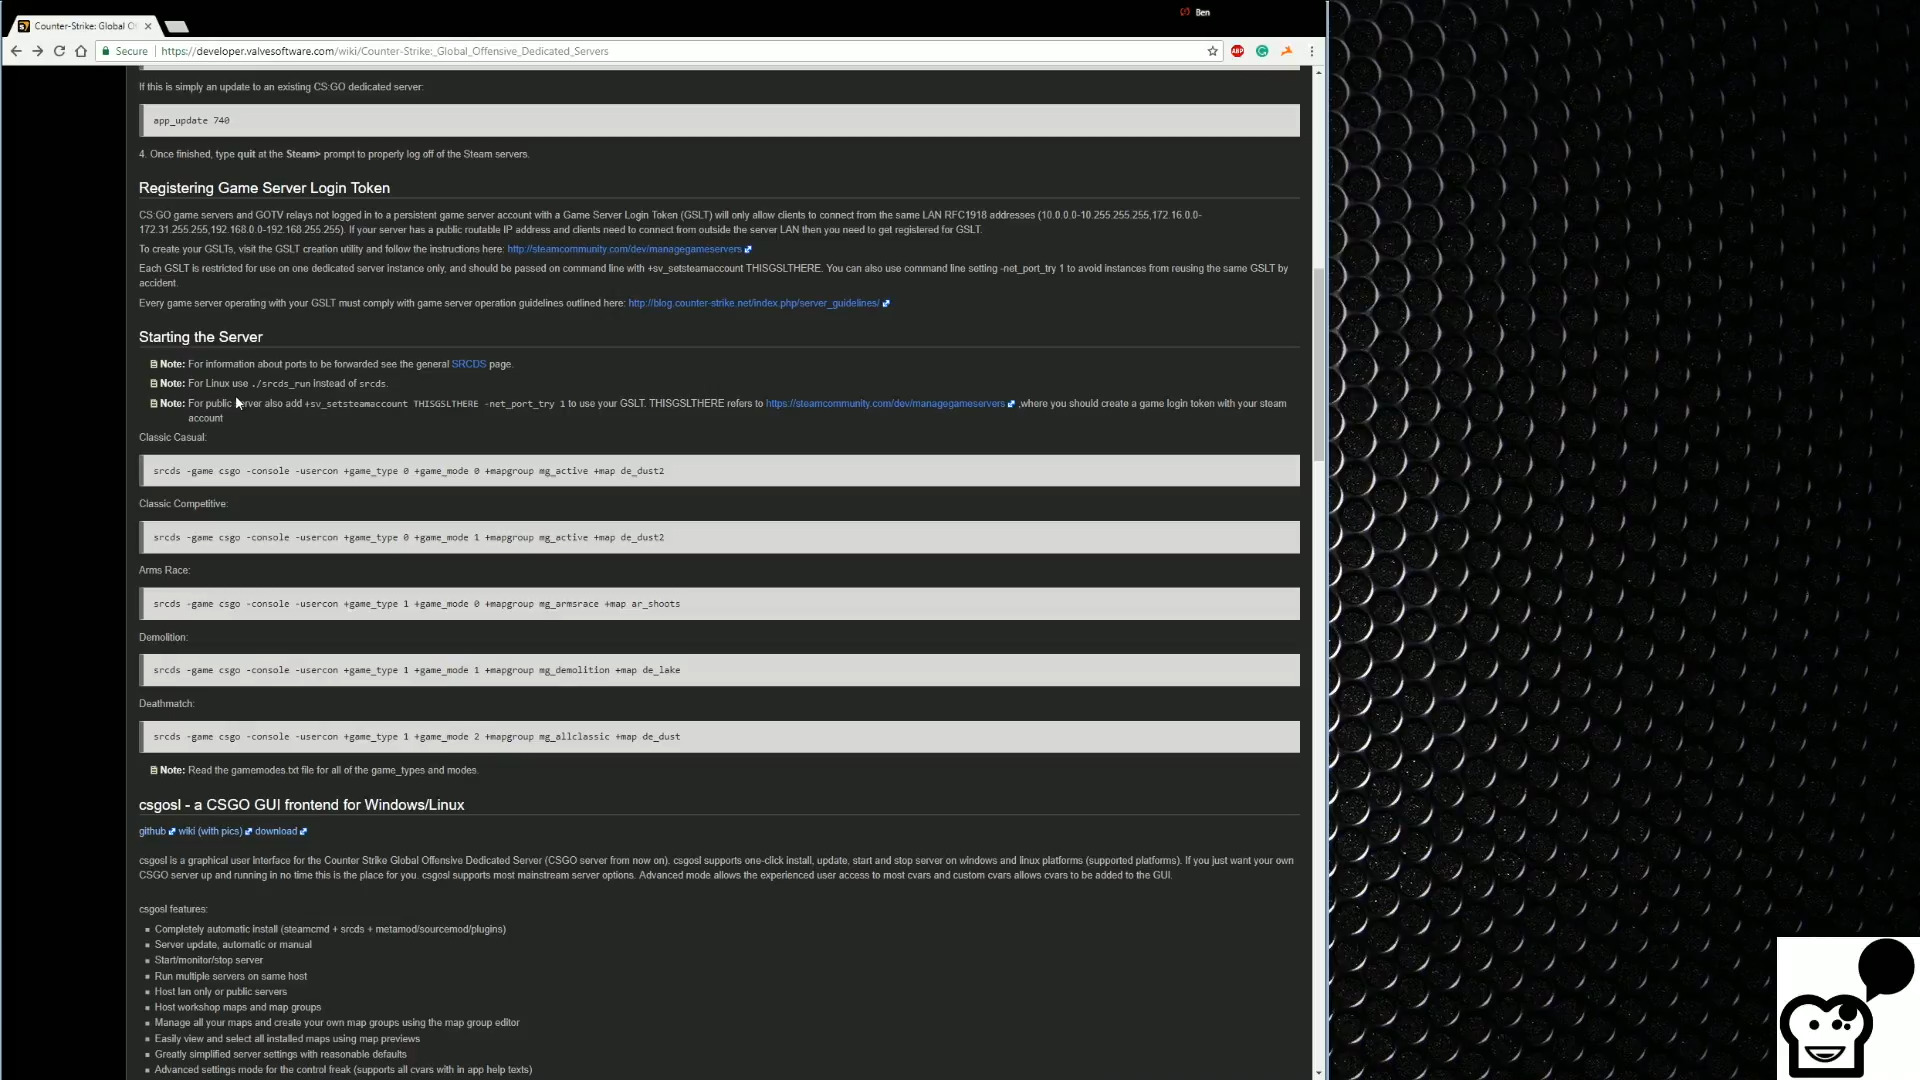 Ben
Counter-Strike: Global O
Secure
https://developer.valvesoftware.com/wiki/Counter-Strike:_Global_Offensive_Dedicated_Servers
ABP
If this is simply an update to an existing CS:GO dedicated server:
app_update 740
4. Once finished, type quit at the Steam> prompt to properly log off of the Steam servers.
Registering Game Server Login Token
CS:GO game servers and GOTV relays not logged in to a persistent game server account with a Game Server Login Token (GSLT) will only allow clients to connect from the same LAN RFC1918 addresses (10.0.0.0-10.255.255.255,172.16.0.0-
172.31.255.255,192.168.0.0-192.168.255.255). If your server has a public routable IP address and clients need to connect from outside the server LAN then you need to get registered for GSLT.
To create your GSLTs, visit the GSLT creation utility and follow the instructions here: http://steamcommunity.com/dev/managegameservers
Each GSLT is restricted for use on one dedicated server instance only, and should be passed on command line with +sv_setsteamaccount THISGSLTHERE. You can also use command line setting -net_port_try 1 to avoid instances from reusing the same GSLT by
accident.
Every game server operating with your GSLT must comply with game server operation guidelines outlined here: http://blog.counter-strike.net/index.php/server_guidelines/
Starting the Server
Note: For information about ports to be forwarded see the general SRCDS page.
Note: For Linux use ./srcds_run instead of srcds.
Note: For public server also add +sv_setsteamaccount THISGSLTHERE -net_port_try 1 to use your GSLT. THISGSLTHERE refers to https://steamcommunity.com/dev/managegameservers ,where you should create a game login token with your steam
account
Classic Casual:
srcds -game csgo -console -usercon +game_type 0 +game_mode 0 +mapgroup mg_active +map de_dust2
Classic Competitive:
srcds -game csgo -console -usercon +game_type 0 +game_mode 1 +mapgroup mg_active +map de_dust2
Arms Race:
srcds -game csgo -console -usercon +game_type 1 +game_mode 0 +mapgroup mg_armsrace +map ar_shoots
Demolition:
srcds -game csgo -console -usercon +game_type 1 +game_mode 1 +mapgroup mg_demolition +map de_lake
Deathmatch:
srcds -game csgo -console -usercon +game_type 1 +game_mode 2 +mapgroup mg_allclassic +map de_dust
Note: Read the gamemodes.txt file for all of the game_types and modes.
csgosl - a CSGO GUI frontend for Windows/Linux
github wiki (with pics) download
csgosl is a graphical user interface for the Counter Strike Global Offensive Dedicated Server (CSGO server from now on). csgosl supports one-click install, update, start and stop server on windows and linux platforms (supported platforms). If you just want your own
CSGO server up and running in no time this is the place for you. csgosl supports most mainstream server options. Advanced mode allows the experienced user access to most cvars and custom cvars allows cvars to be added to the GUI.
csgosl features:
Completely automatic install (steamcmd + srcds + metamod/sourcemod/plugins)
Server update, automatic or manual
Start/monitor/stop server
Run multiple servers on same host
Host lan only or public servers
Host workshop maps and map groups
Manage all your maps and create your own map groups using the map group editor
Easily view and select all installed maps using map previews
Greatly simplified server settings with reasonable defaults
Advanced settings mode for the control freak (supports all cvars with in app help texts)